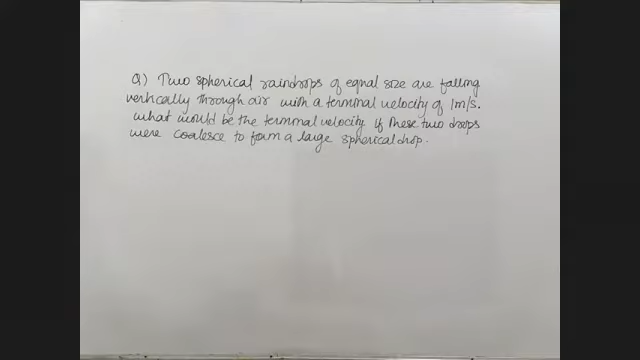 Q) Two spherical raindrops of equal size are falling
vertically through air with a terminal velocity of 1m/s.
what would be the terminal velocity if these two drops
were coalesce to form a large spherical drop.